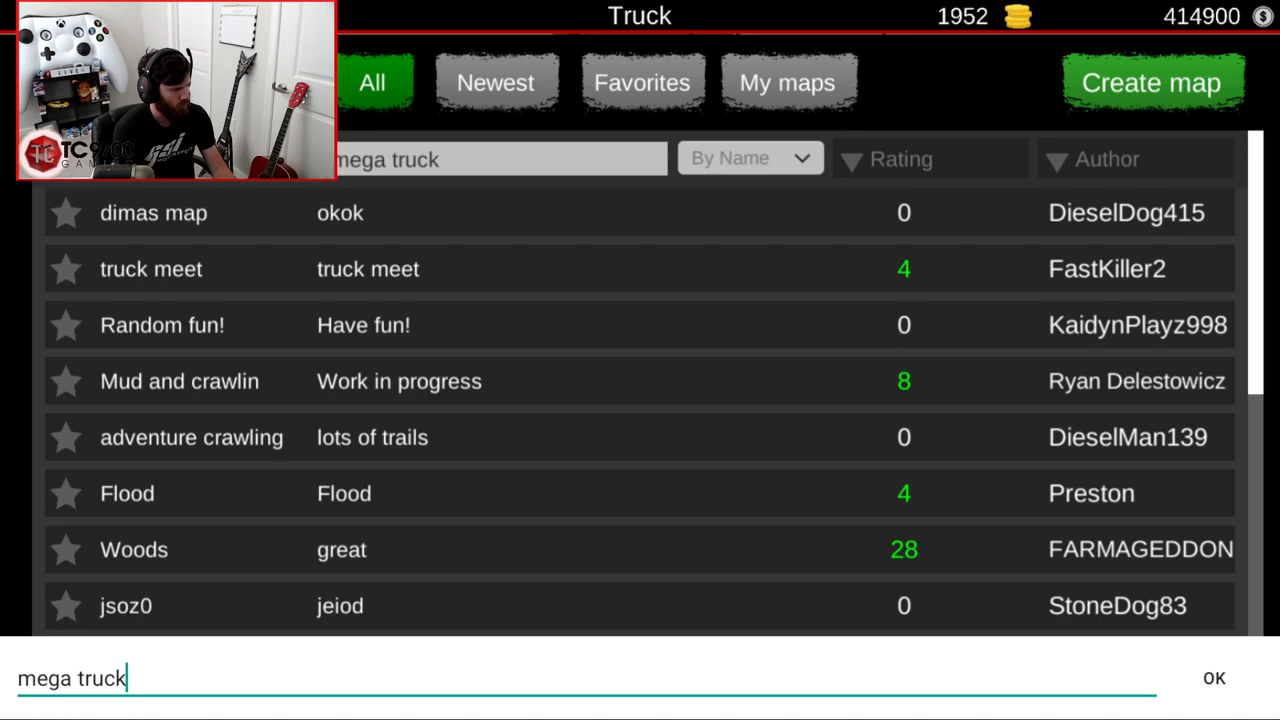 Truck
1952
414900
All
Newest
Favorites
My maps
Create map
mega truck
By Name
Rating
Author
dimas map okok 0 DieselDog415
truck meet truck meet 4 FastKiller2
Random fun! Have fun! 0 KaidynPlayz998
Mud and crawlin Work in progress 8 Ryan Delestowicz
adventure crawling lots of trails 0 DieselMan139
Flood Flood 4 Preston
Woods great 28 FARMAGEDDON
jsoz0 jeiod 0 StoneDog83
mega truck
OK